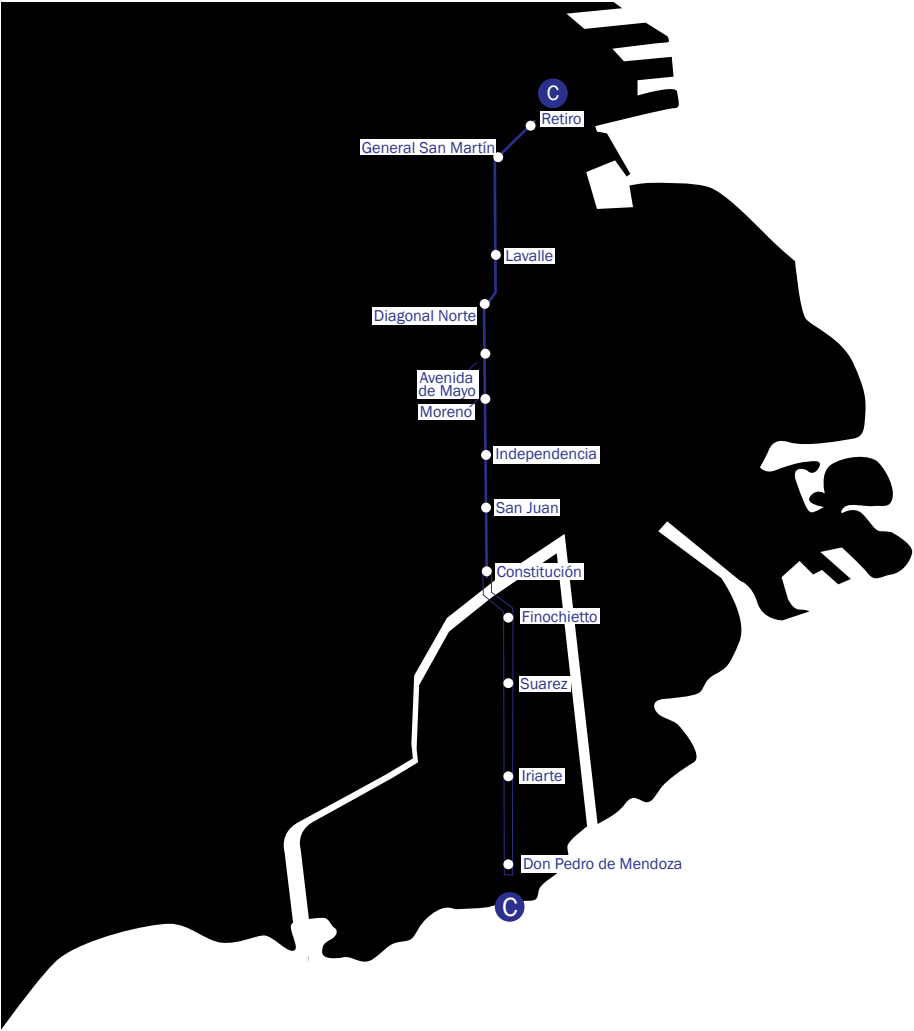 C
Retiro
General San Martín
Lavalle
Diagonal Norte
Avenida
de Mayo
Moreno
Independencia
San Juan
Constitución
Finochietto
Suarez
Iriarte
Don Pedro de Mendoza
C